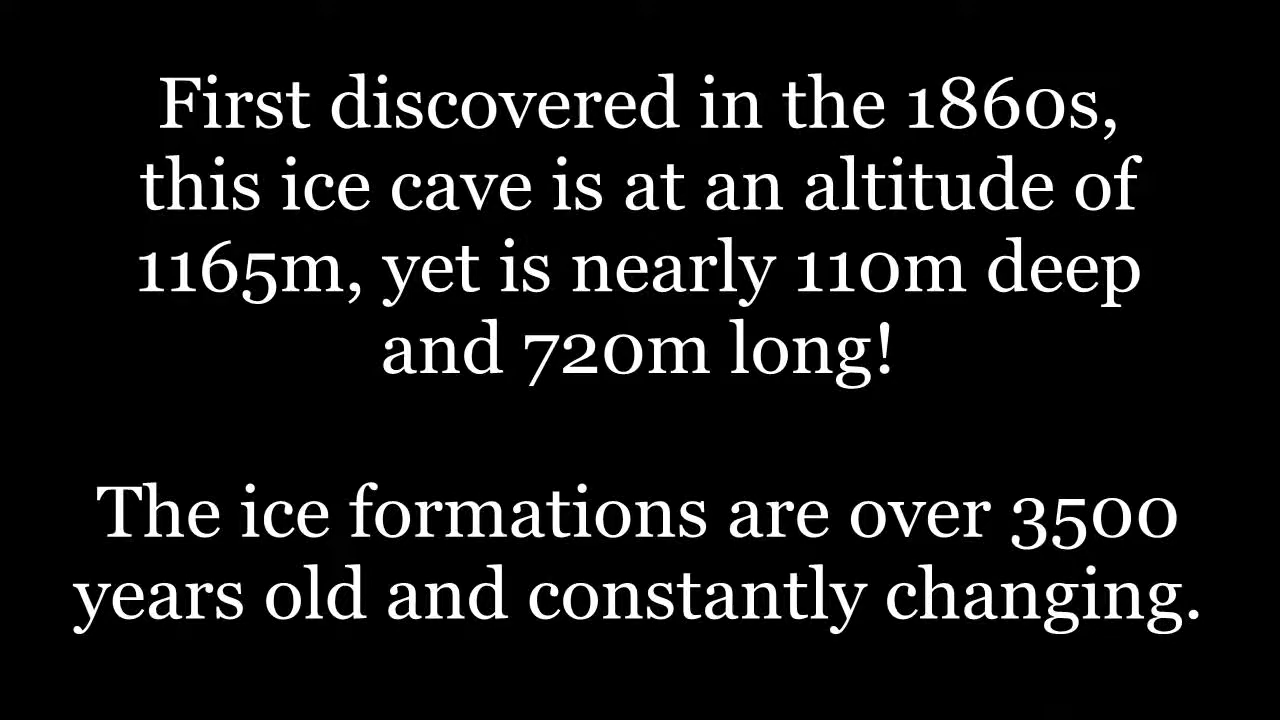 First discovered in the 1860s,
this ice cave is at an altitude of
1165m, yet is nearly 110m deep
and 720m long!
The ice formations are over 3500
years old and constantly changing.